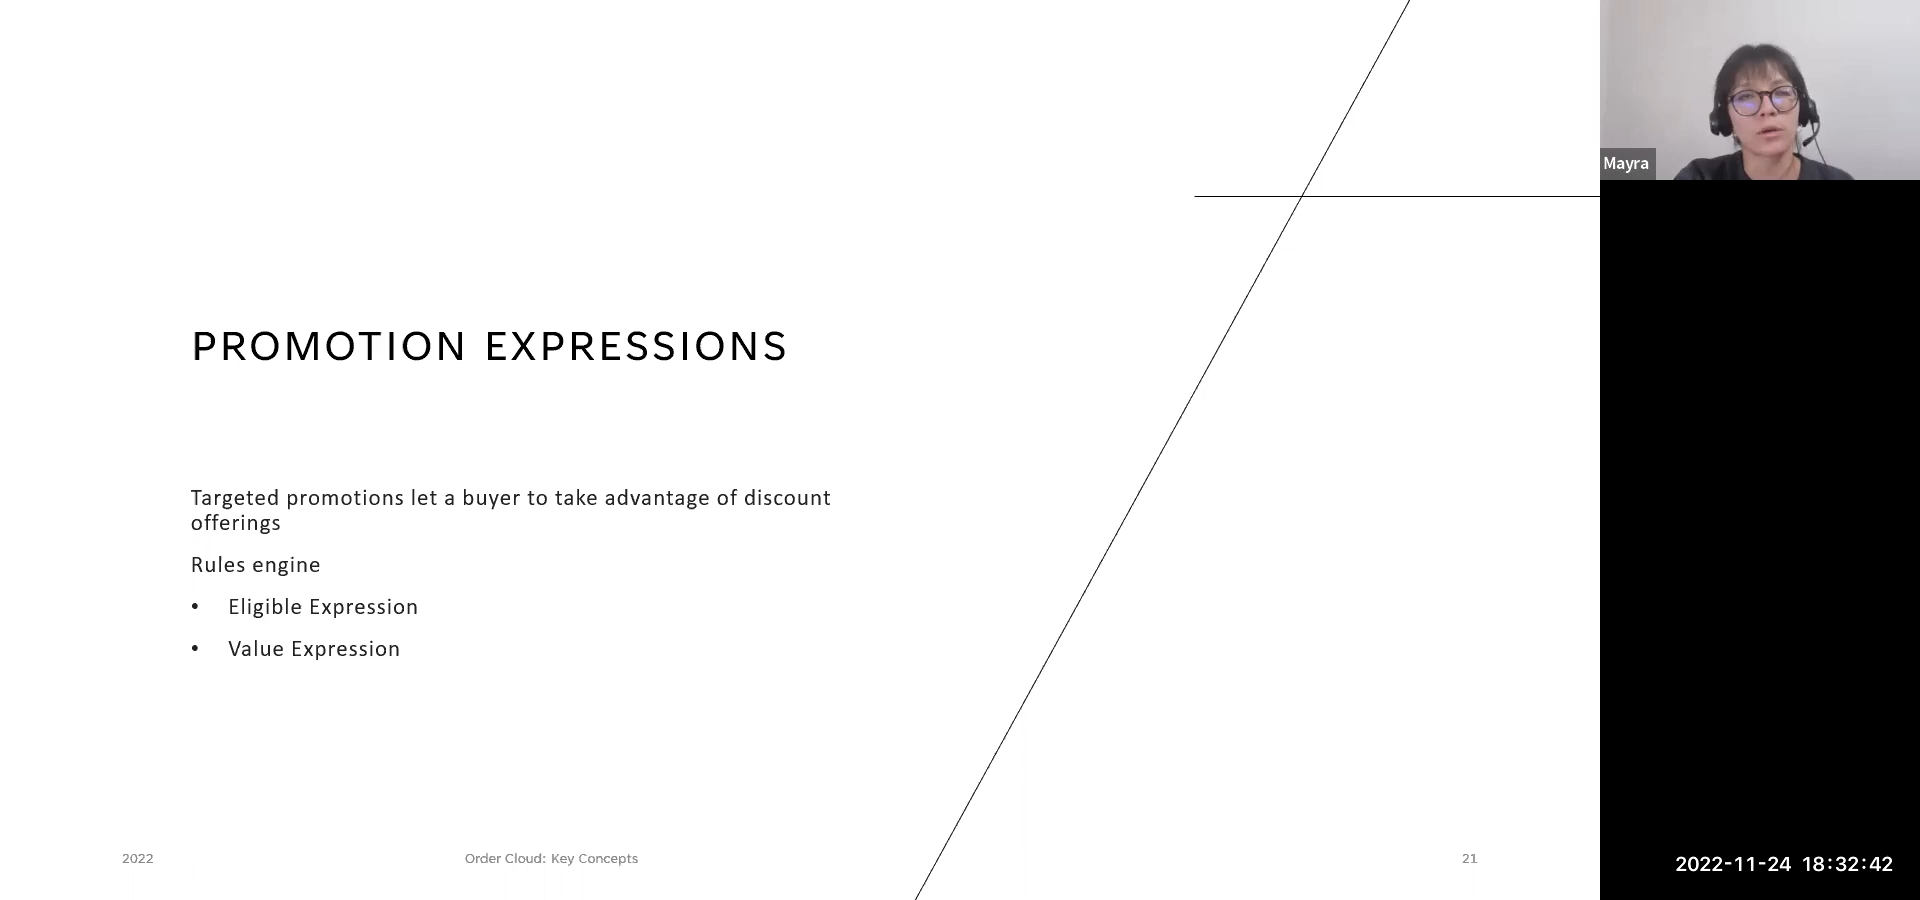 Mayra
PROMOTION EXPRESSIONS
Targeted promotions let a buyer to take advantage of discount
offerings
Rules engine
• Eligible Expression
• Value Expression
2022
Order Cloud: Key Concepts
21
2022-11-24 18:32:42